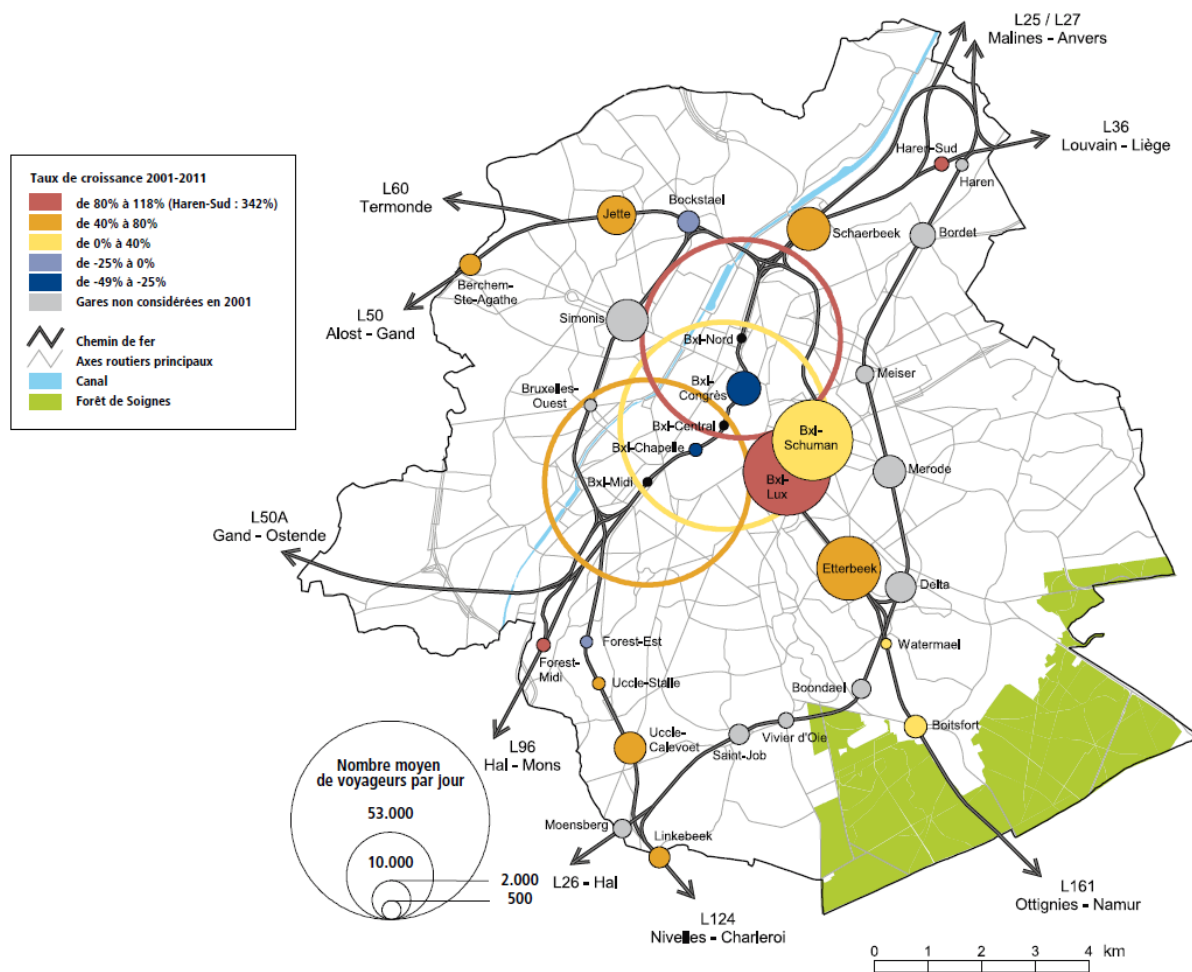 L25 / L27
Malines - Anvers
L36
Louvain - Liège
Haren-Sud
Haren
Taux de croissance 2001-2011
de 80% à 118% (Haren-Sud : 342%)
de 40% à 80%
de 0% à 40%
de -25% à 0%
de -49% à -25%
Gares non considérées en 2001
Chemin de fer
Axes routiers principaux
Canal
Forêt de Soignes
L60
Termonde
Bockstael
Jette
Schaerbeek
Bordet
Berchem-
Ste-Agathe
L50
Alost - Gand
Simonis
Bxl-Nord
Meiser
Bxl-
Congrès
Bruxelles-
Ouest
Bxl-Central
Bxl-
Schuman
Bxl-Chapelle
Merode
Bxl-Midi
Bxl-
Lux
L50A
Gand - Ostende
Etterbeek
Delta
Forest-Est
Watermael
Forest-
Midi
Uccle-Stalle
Boondael
Boitsfort
Vivier d'Oie
Uccle-
Calevoet
Saint-Job
L96
Hal - Mons
Nombre moyen
de voyageurs par jour
53.000
10.000
2.000
500
Moensberg
Linkebeek
L26 - Hal
L161
Ottignies - Namur
L124
Nivelles - Charleroi
0 1 2 3 4 km